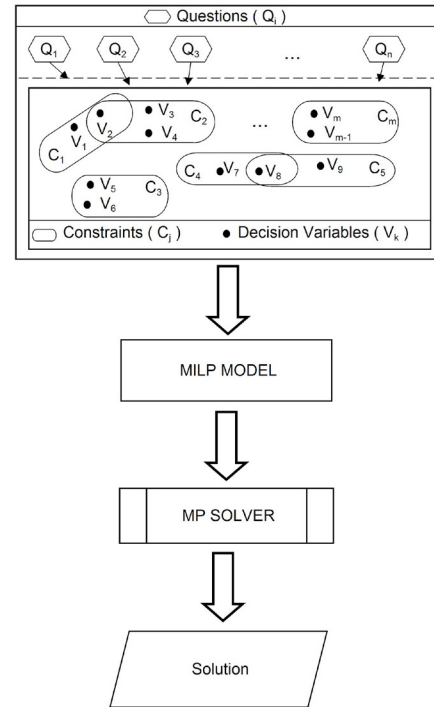 Questions ( Qi )
Q1 Q2 Q3 ... Qn
V1 V2 V3 V4 C1 C2 ... Vm Vm-1 Cm
C4 V7 V8 V9 C5
V5 V6 C3
Constraints ( Cj ) Decision Variables ( Vk )
MILP MODEL
MP SOLVER
Solution